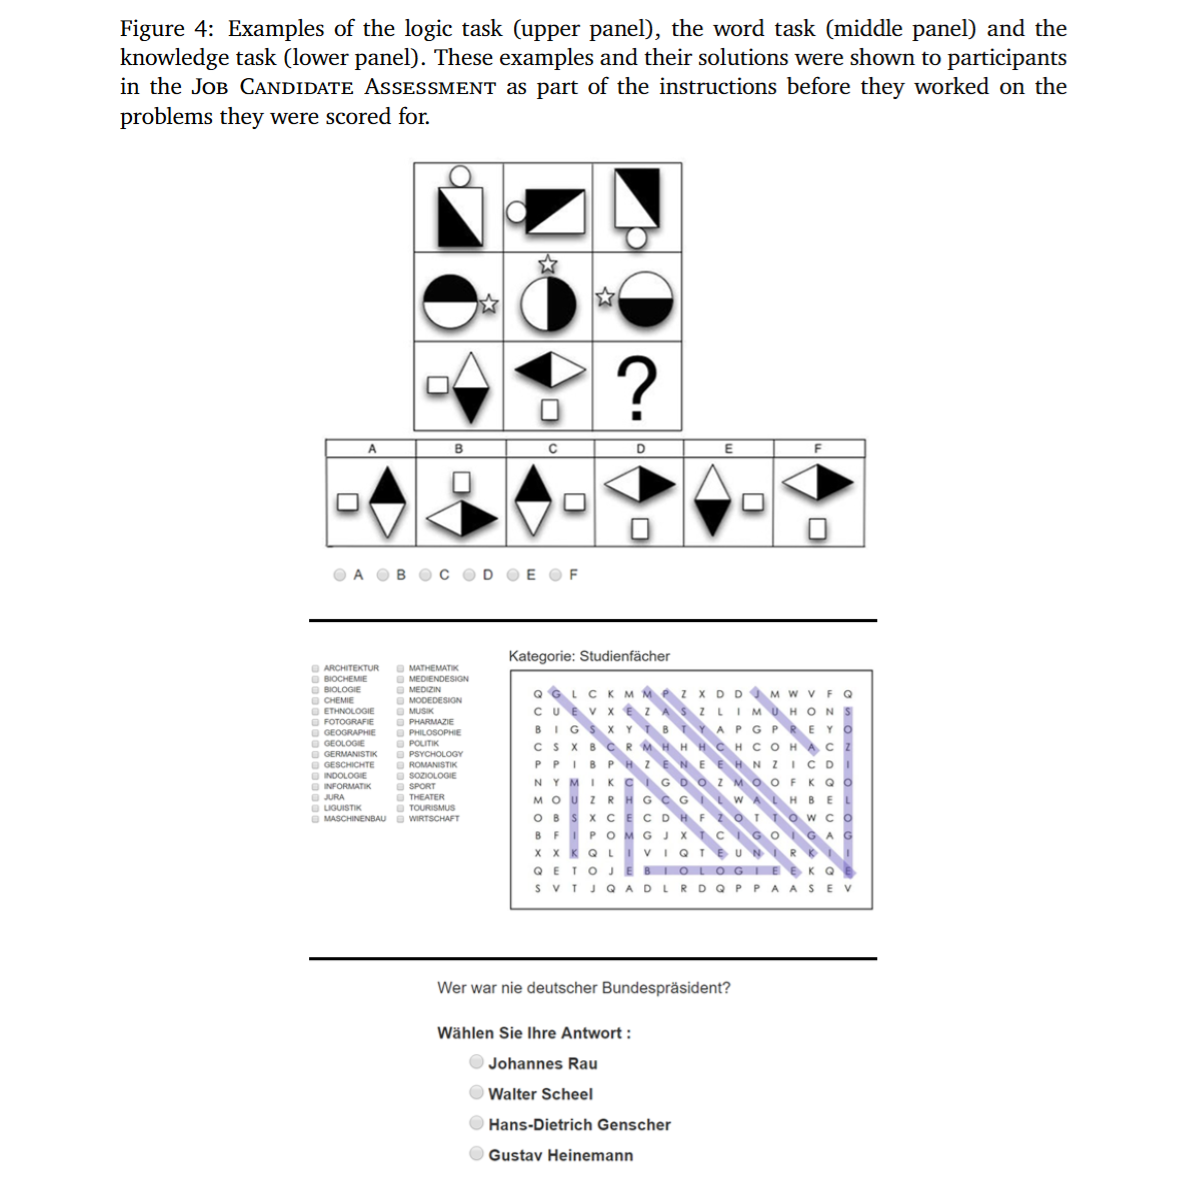 Figure 4: Examples of the logic task (upper panel), the word task (middle panel) and the
knowledge task (lower panel). These examples and their solutions were shown to participants
in the JOB CANDIDATE ASSESSMENT as part of the instructions before they worked on the
problems they were scored for.
?
A B C D E F
A B C D E F
Kategorie: Studienfächer
ARCHITEKTUR
BIOCHEMIE
BIOLOGIE
CHEMIE
ETHNOLOGIE
FOTOGRAFIE
GEOGRAPHIE
GEOLOGIE
GERMANISTIK
GESCHICHTE
INDOLOGIE
INFORMATIK
JURA
LIGUISTIK
MASCHINENBAU
MATHEMATIK
MEDIENDESIGN
MEDIZIN
MODEDESIGN
MUSIK
PHARMAZIE
PHILOSOPHIE
POLITIK
PSYCHOLOGY
ROMANISTIK
SOZIOLOGIE
SPORT
THEATER
TOURISMUS
WIRTSCHAFT
Q G L C K M M P Z X D D J M W V F Q
C U E V X E Z A S Z L I M U H O N S
B I G S X Y T B T Y A P G P R E Y O
C S X B C R M H H H C H C O H A C Z
P P I B P H Z E N E E H N Z I C D I
N Y M I K C I G D O Z M O O F K Q O
M O U Z R H G C G I L W A L H B E L
O B S X C E C D H F Z O T T O W C O
B F I P O M G J X T C I G O I G A G
X X K Q L I V I Q T E U N I R K I I
Q E T O J E B I O L O G I E E K Q E
S V T J Q A D L R D Q P P A A S E V
Wer war nie deutscher Bundespräsident?
Wählen Sie Ihre Antwort :
Johannes Rau
Walter Scheel
Hans-Dietrich Genscher
Gustav Heinemann